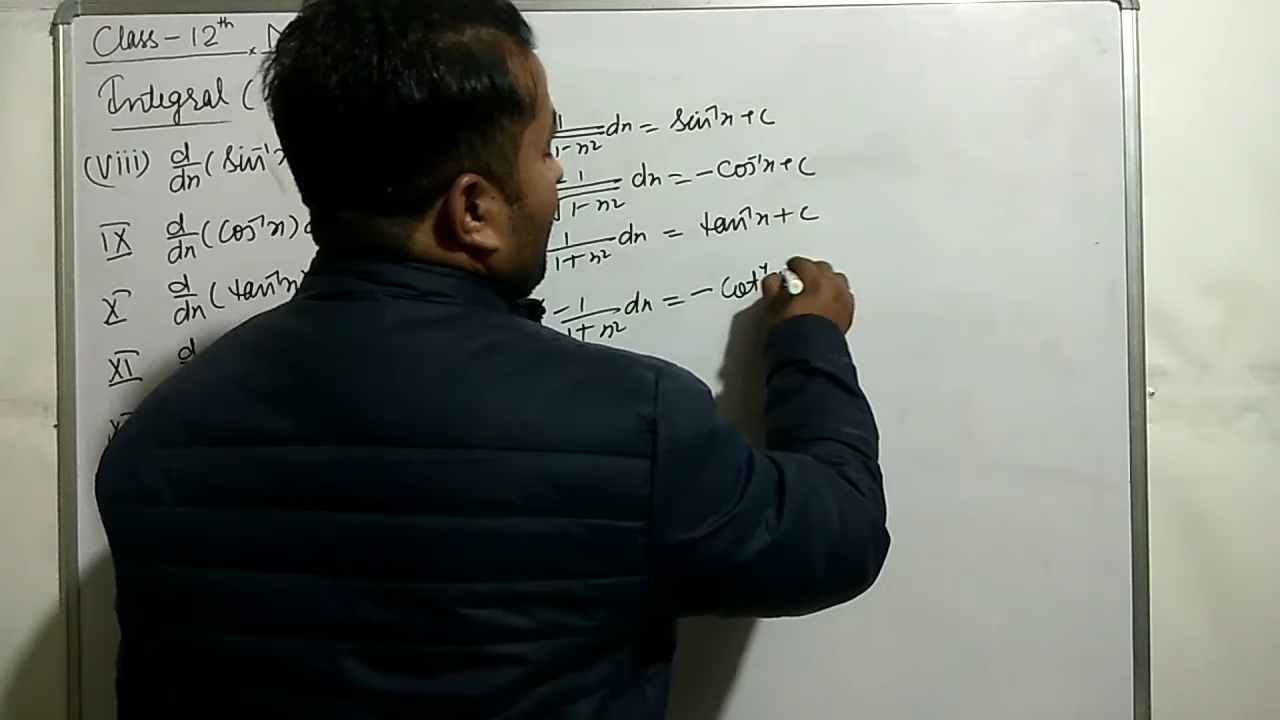 Class - 12th
Integral (
(viii) d/dx (sin⁻¹x 1/√1-x² dx = sin⁻¹x + c
IX d/dx (cos⁻¹x) -1/√1-x² dx = -cos⁻¹x + c
X d/dx (tan⁻¹x 1/1+x² dx = tan⁻¹x + c
XI d -1/1+x² dx = - cot⁻¹